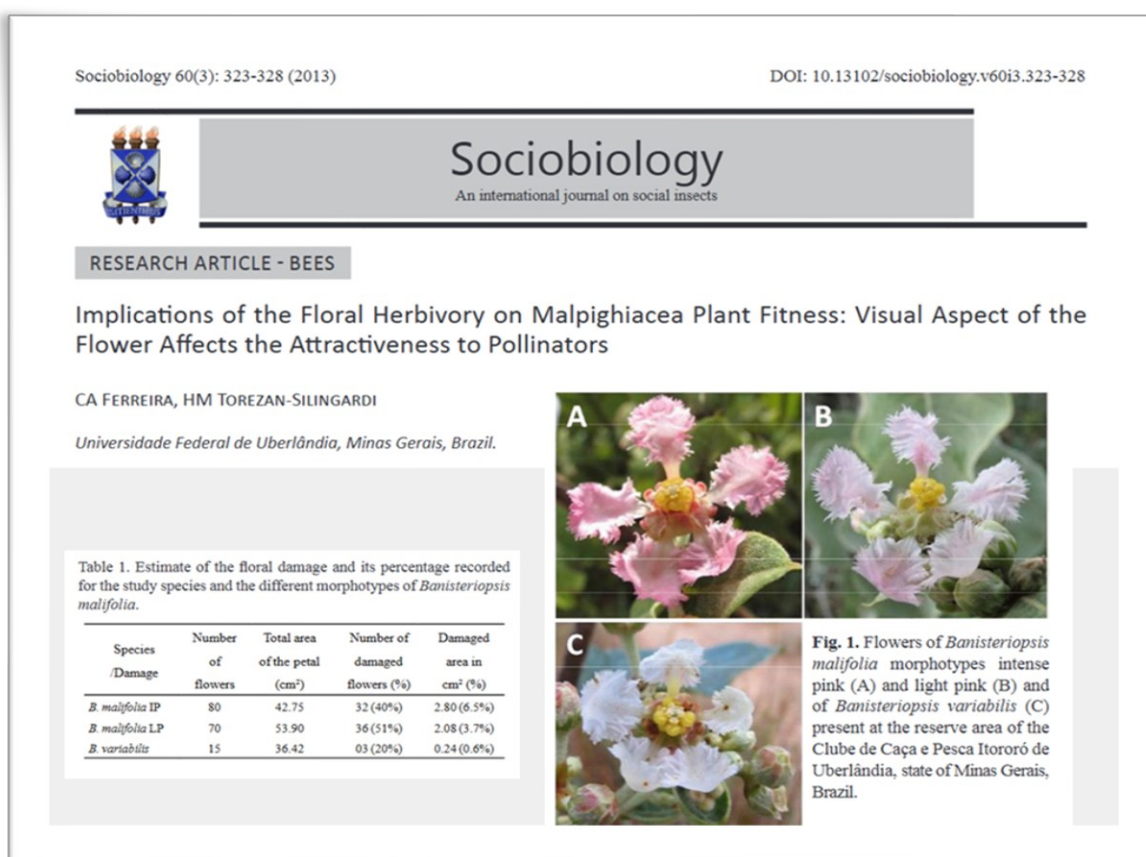 Sociobiology 60(3): 323-328 (2013)
DOI: 10.13102/sociobiology.v60i3.323-328
Sociobiology
An international journal on social insects
RESEARCH ARTICLE - BEES
Implications of the Floral Herbivory on Malpighiacea Plant Fitness: Visual Aspect of the
Flower Affects the Attractiveness to Pollinators
CA FERREIRA, HM TOREZAN-SILINGARDI
Universidade Federal de Uberlândia, Minas Gerais, Brazil.
Table 1. Estimate of the floral damage and its percentage recorded
for the study species and the different morphotypes of Banisteriopsis
malifolia.
Species /Damage Number of flowers Total area of the petal (cm²) Number of damaged flowers (%) Damaged area in cm² (%)
B. malifolia IP 80 42.75 32 (40%) 2.80 (6.5%)
B. malifolia LP 70 53.90 36 (51%) 2.08 (3.7%)
B. variabilis 15 36.42 03 (20%) 0.24 (0.6%)
A
B
C
Fig. 1. Flowers of Banisteriopsis
malifolia morphotypes intense
pink (A) and light pink (B) and
of Banisteriopsis variabilis (C)
present at the reserve area of the
Clube de Caça e Pesca Itororó de
Uberlândia, state of Minas Gerais,
Brazil.